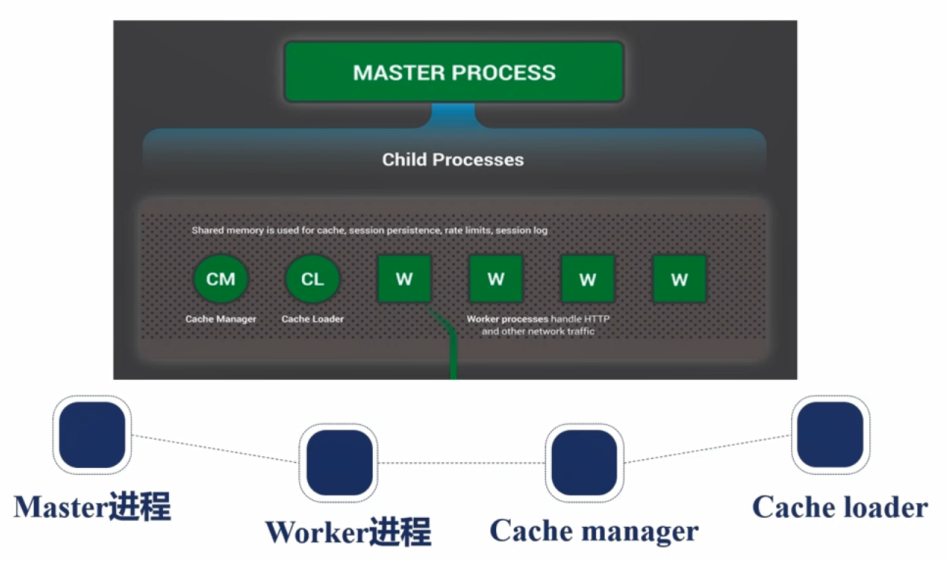 MASTER PROCESS
Child Processes
Shared memory is used for cache, session persistence, rate limits, session log
CM
CL
W
W
W
W
Cache Manager
Cache Loader
Worker processes handle HTTP
and other network traffic
Master进程
Worker进程
Cache manager
Cache loader